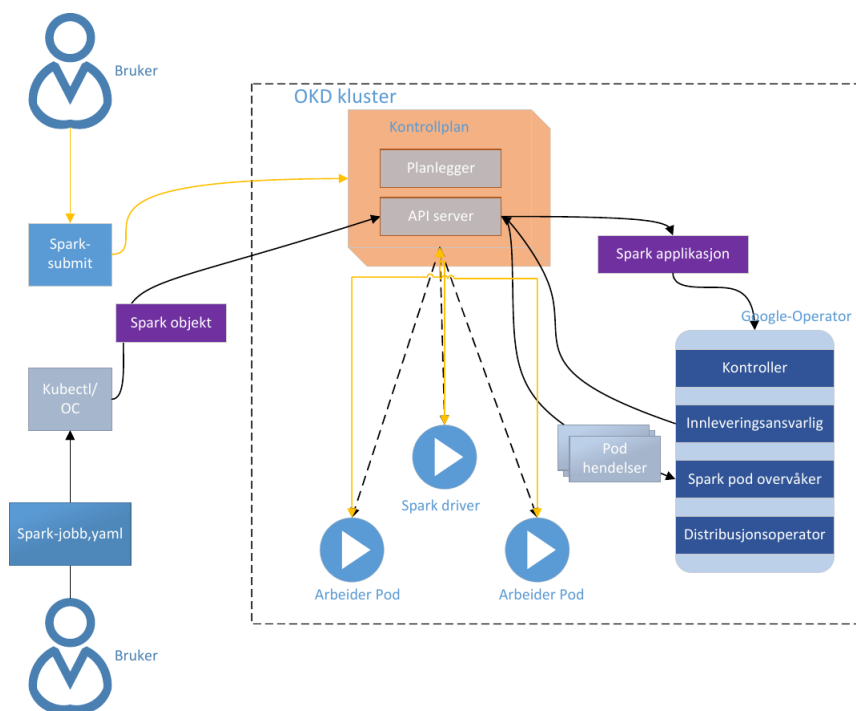 Bruker
OKD kluster
Kontrollplan
Planlegger
API server
Spark-
submit
Spark applikasjon
Spark objekt
Google-Operator
Kubectl/
OC
Kontroller
Innleveringsansvarlig
Pod
hendelser
Spark pod overvåker
Spark driver
Spark-jobb,yaml
Distribusjonsoperator
Arbeider Pod
Arbeider Pod
Bruker